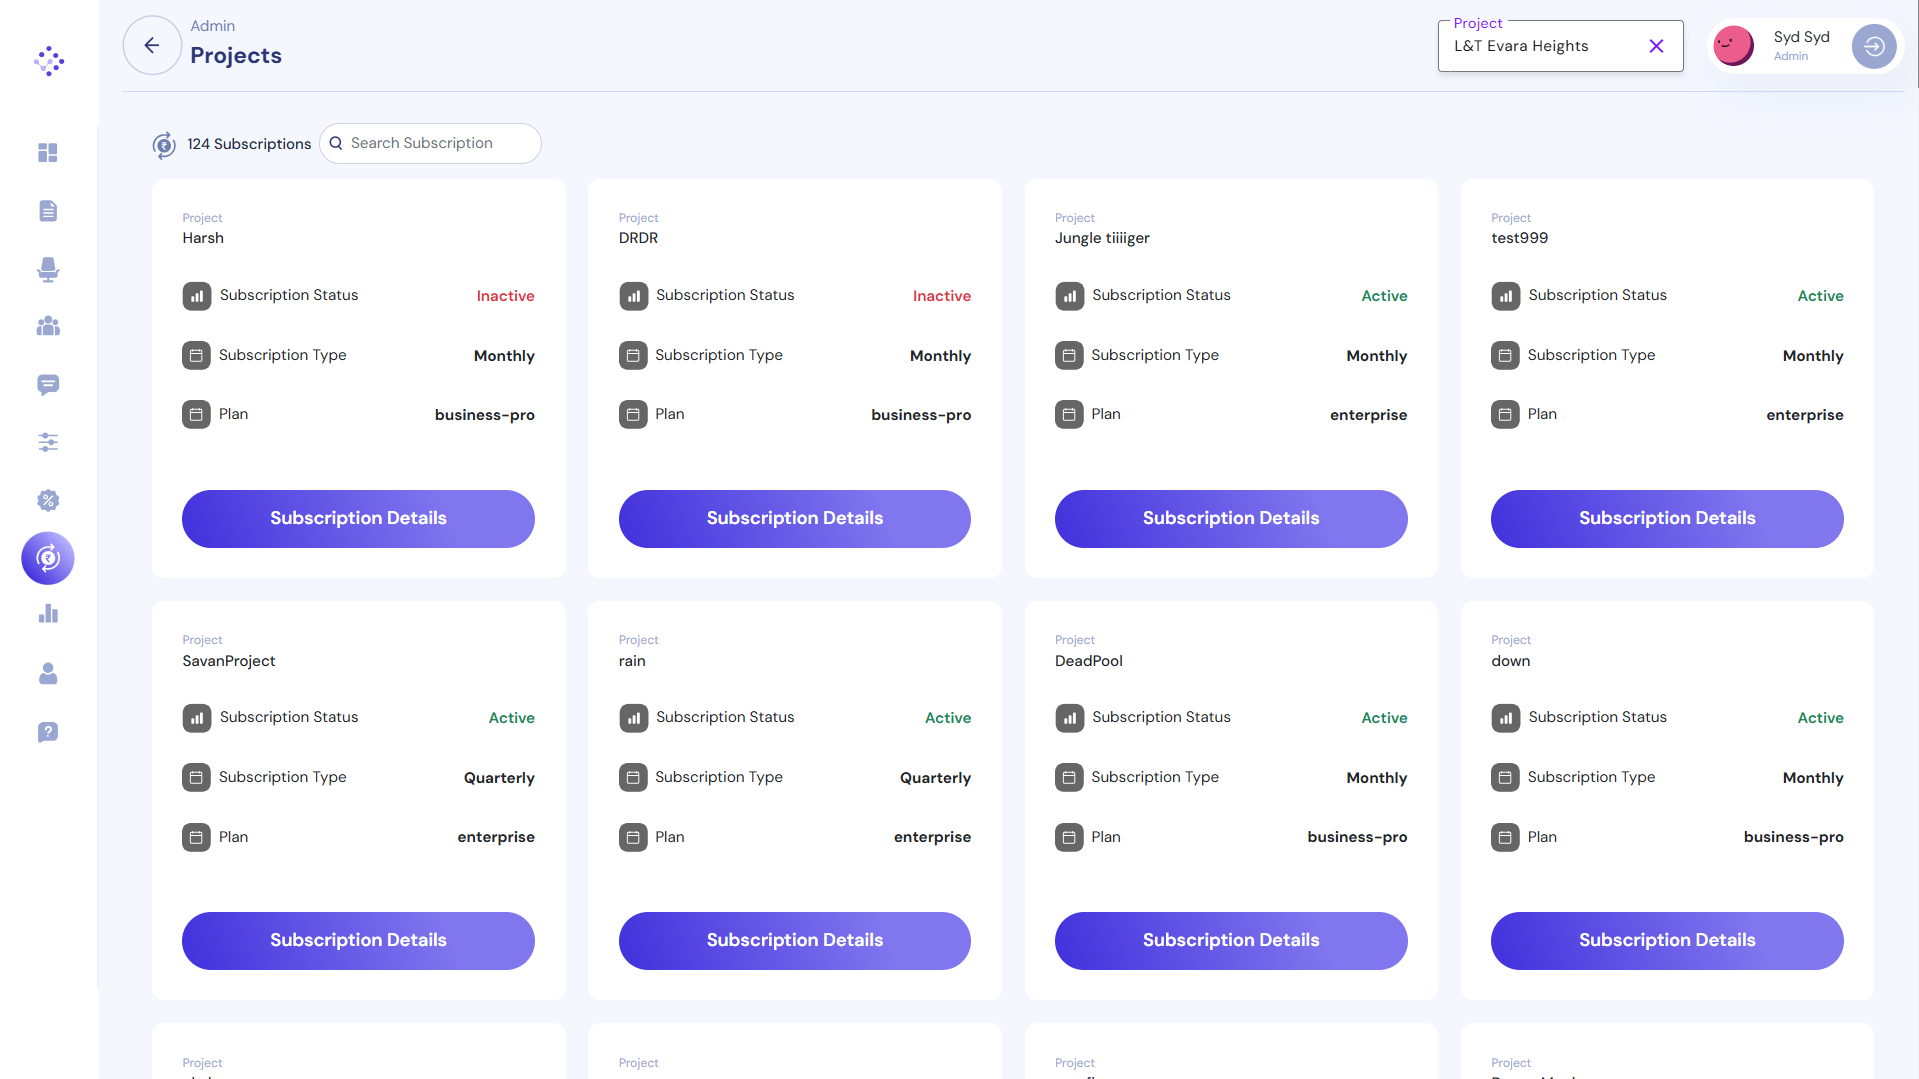 Admin
Projects
Project
L&T Evara Heights
Syd Syd
Admin
124 Subscriptions
Search Subscription
Project
Harsh
Subscription Status
Inactive
Subscription Type
Monthly
Plan
business-pro
Subscription Details
Project
DRDR
Subscription Status
Inactive
Subscription Type
Monthly
Plan
business-pro
Subscription Details
Project
Jungle tiiiiger
Subscription Status
Active
Subscription Type
Monthly
Plan
enterprise
Subscription Details
Project
test999
Subscription Status
Active
Subscription Type
Monthly
Plan
enterprise
Subscription Details
Project
SavanProject
Subscription Status
Active
Subscription Type
Quarterly
Plan
enterprise
Subscription Details
Project
rain
Subscription Status
Active
Subscription Type
Quarterly
Plan
enterprise
Subscription Details
Project
DeadPool
Subscription Status
Active
Subscription Type
Monthly
Plan
business-pro
Subscription Details
Project
down
Subscription Status
Active
Subscription Type
Monthly
Plan
business-pro
Subscription Details
Project
Project
Project
Project